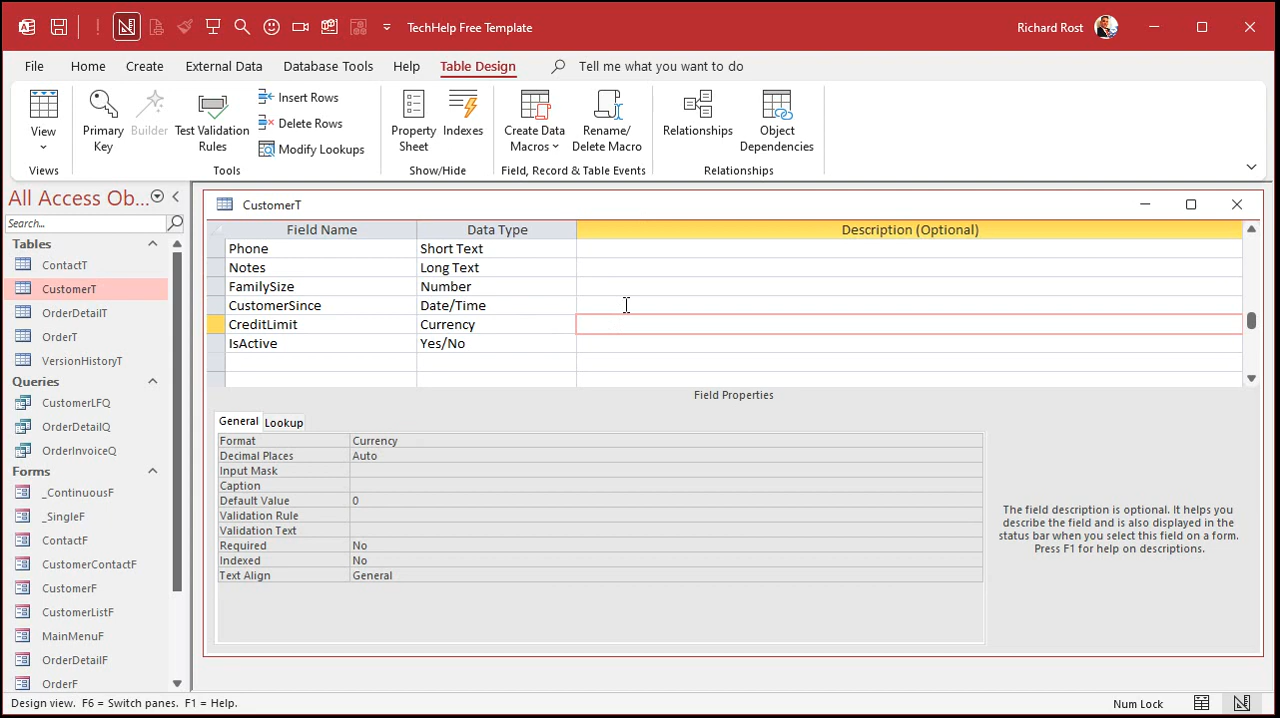 TechHelp Free Template
Richard Rost
File Home Create External Data Database Tools Help Table Design Tell me what you want to do
View
Primary Key
Builder
Test Validation Rules
Insert Rows
Delete Rows
Modify Lookups
Property Sheet
Indexes
Create Data Macros
Rename/ Delete Macro
Relationships
Object Dependencies
Views
Tools
Show/Hide
Field, Record & Table Events
Relationships
All Access Ob...
Search...
Tables
ContactT
CustomerT
OrderDetailT
OrderT
VersionHistoryT
Queries
CustomerLFQ
OrderDetailQ
OrderInvoiceQ
Forms
_ContinuousF
_SingleF
ContactF
CustomerContactF
CustomerF
CustomerListF
MainMenuF
OrderDetailF
OrderF
CustomerT
Field Name Data Type Description (Optional)
Phone Short Text
Notes Long Text
FamilySize Number
CustomerSince Date/Time
CreditLimit Currency
IsActive Yes/No
Field Properties
General Lookup
Format Currency
Decimal Places Auto
Input Mask
Caption
Default Value 0
Validation Rule
Validation Text
Required No
Indexed No
Text Align General
The field description is optional. It helps you
describe the field and is also displayed in the
status bar when you select this field on a form.
Press F1 for help on descriptions.
Design view. F6 = Switch panes. F1 = Help.
Num Lock